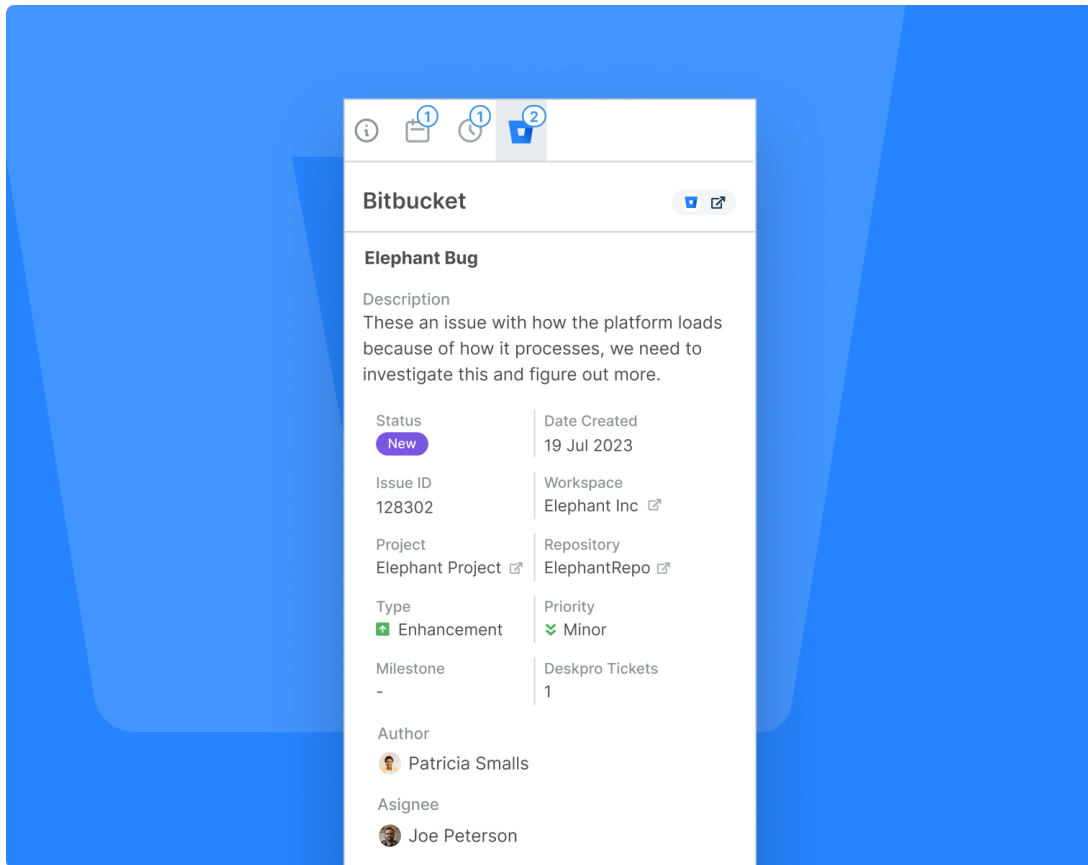 1
1
2
Bitbucket
Elephant Bug
Description
These an issue with how the platform loads
because of how it processes, we need to
investigate this and figure out more.
Status
Date Created
New
19 Jul 2023
Issue ID
Workspace
128302
Elephant Inc
Project
Repository
Elephant Project
ElephantRepo
Type
Priority
Enhancement
Minor
Milestone
Deskpro Tickets
-
1
Author
Patricia Smalls
Asignee
Joe Peterson